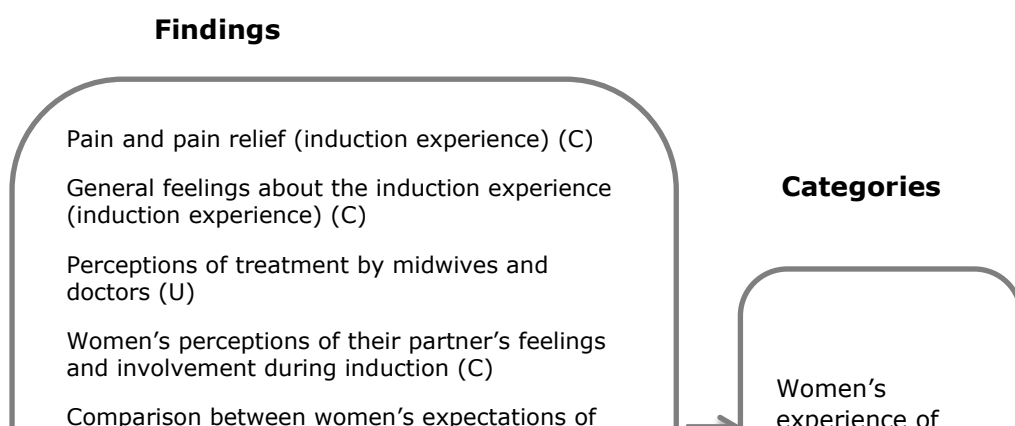 Findings
Pain and pain relief (induction experience) (C)
General feelings about the induction experience
(induction experience) (C)
Perceptions of treatment by midwives and
doctors (U)
Women’s perceptions of their partner’s feelings
and involvement during induction (C)
Comparison between women’s expectations of
Categories
Women’s
experience of